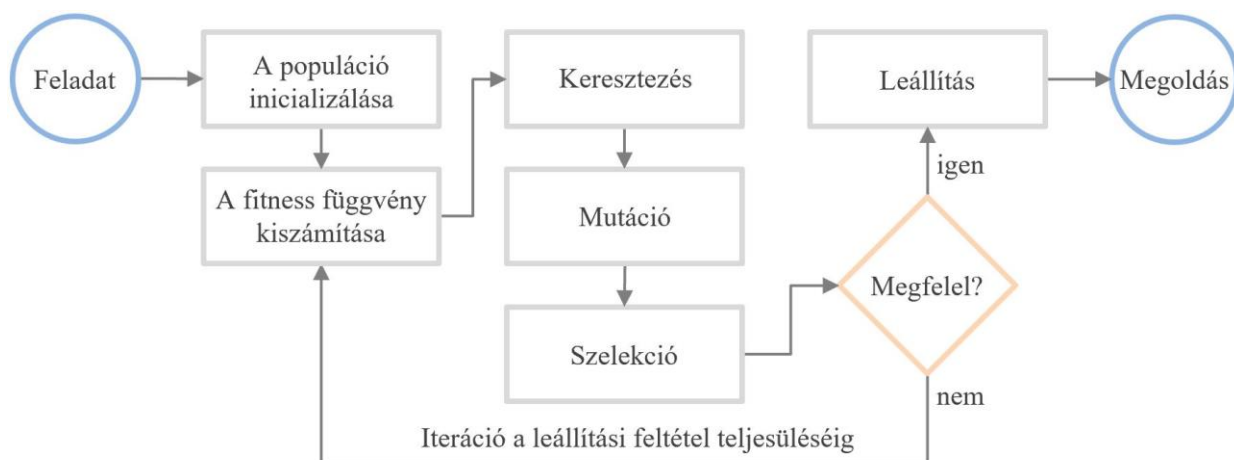 Feladat
A populáció
inicializálása
A fitness függvény
kiszámítása
Keresztezés
Mutáció
Szelekció
Megfelel?
igen
nem
Leállítás
Megoldás
Iteráció a leállítási feltétel teljesüléséig